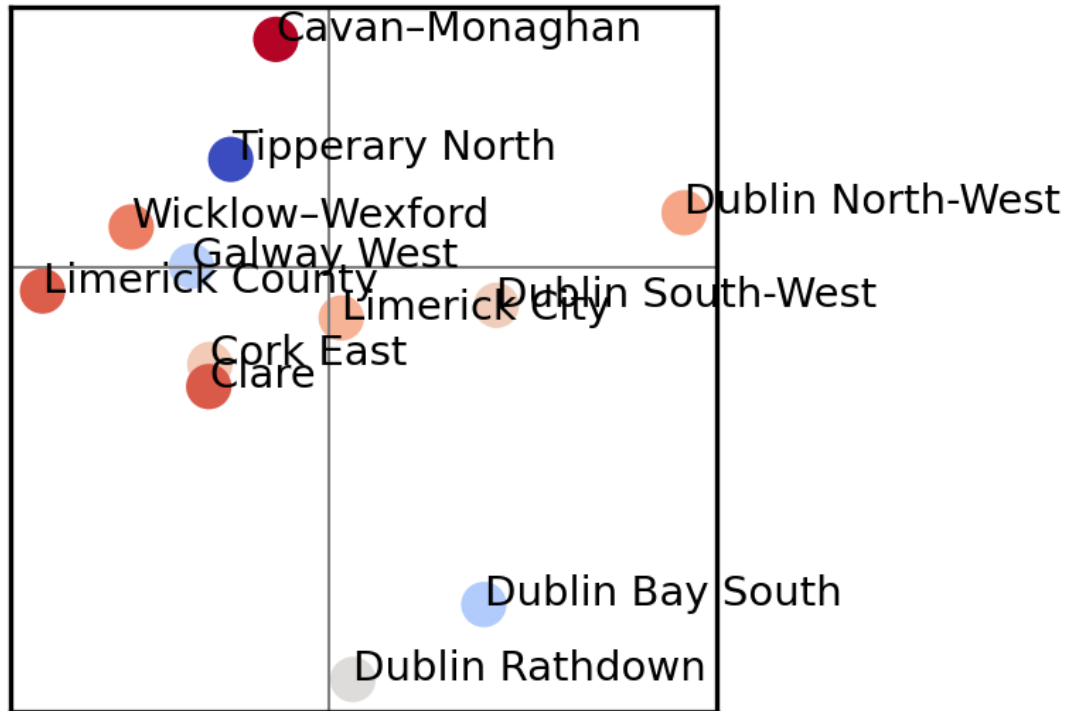 Cavan–Monaghan
Tipperary North
Dublin North-West
Wicklow–Wexford
Galway West
Limerick County
Dublin South-West
Limerick City
Cork East
Clare
Dublin Bay South
Dublin Rathdown